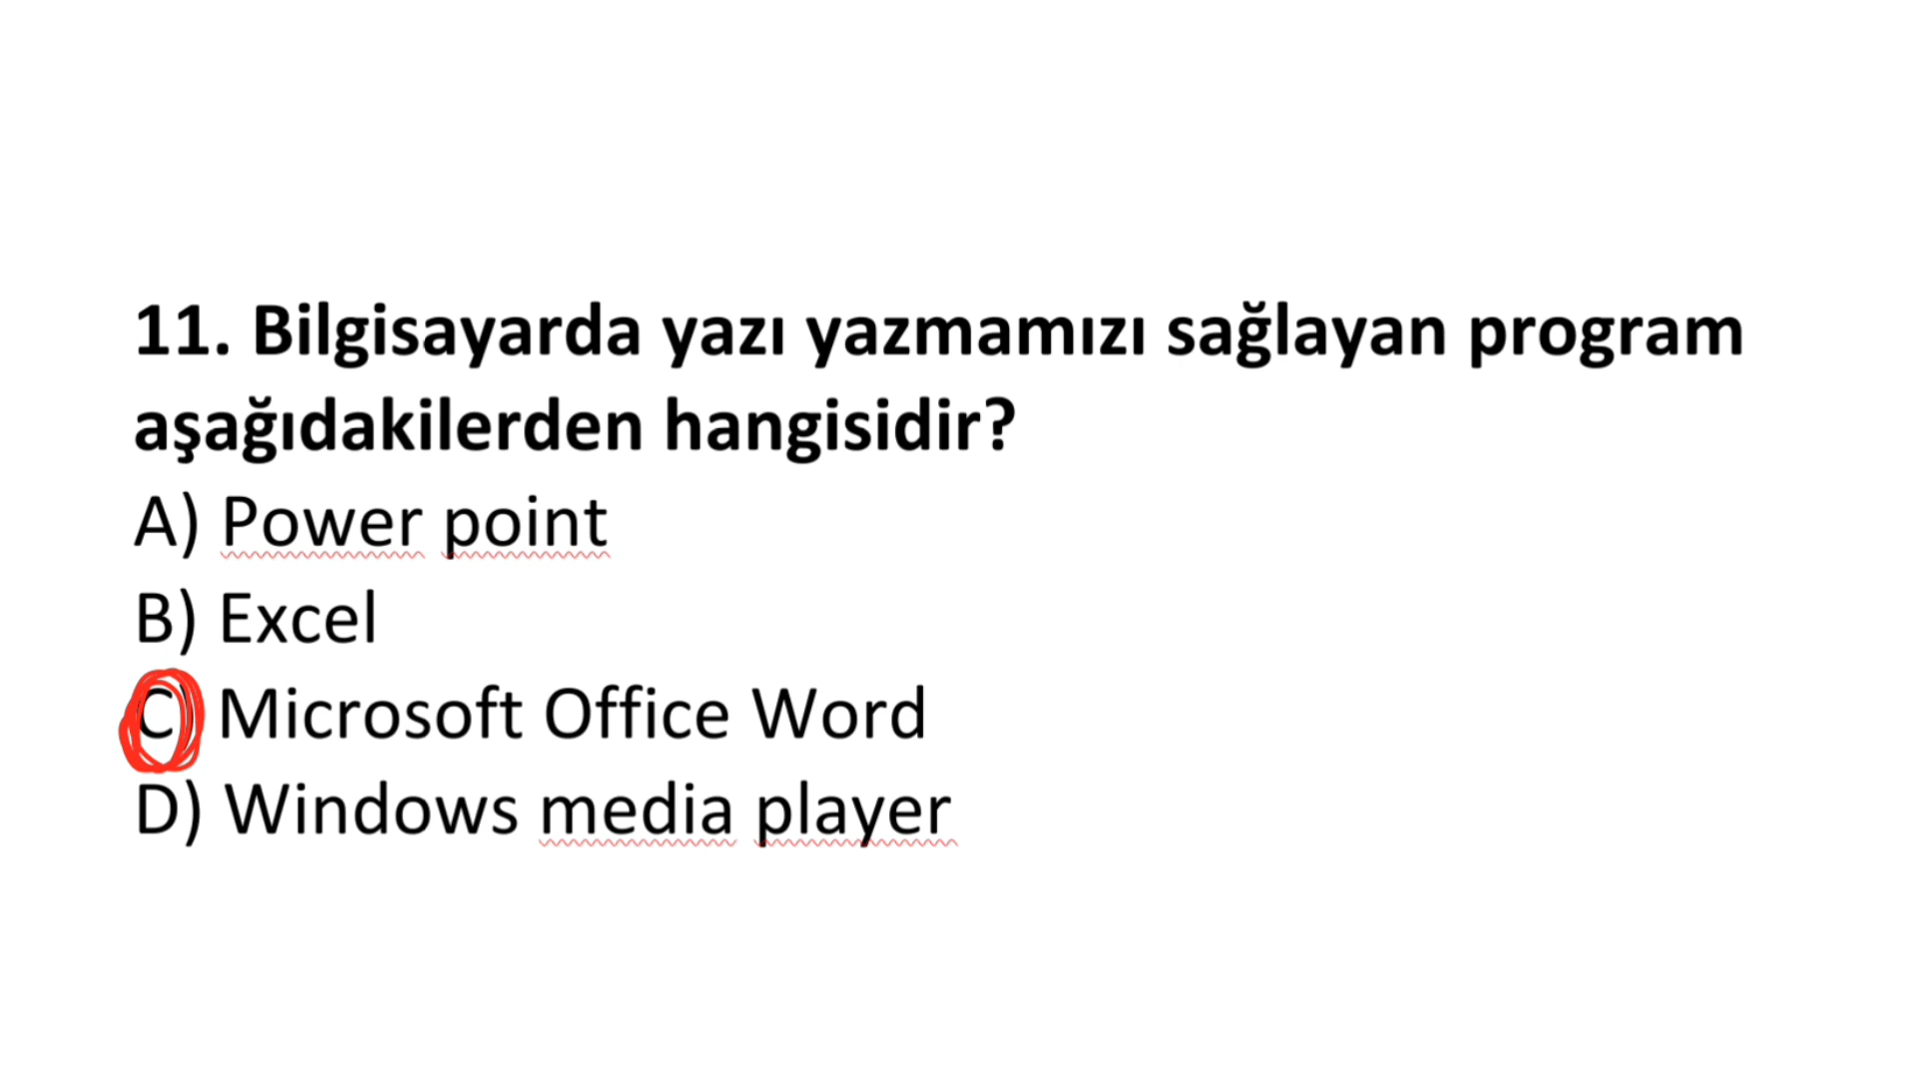 11. Bilgisayarda yazı yazmamızı sağlayan program
aşağıdakilerden hangisidir?
A) Power point
B) Excel
C) Microsoft Office Word
D) Windows media player